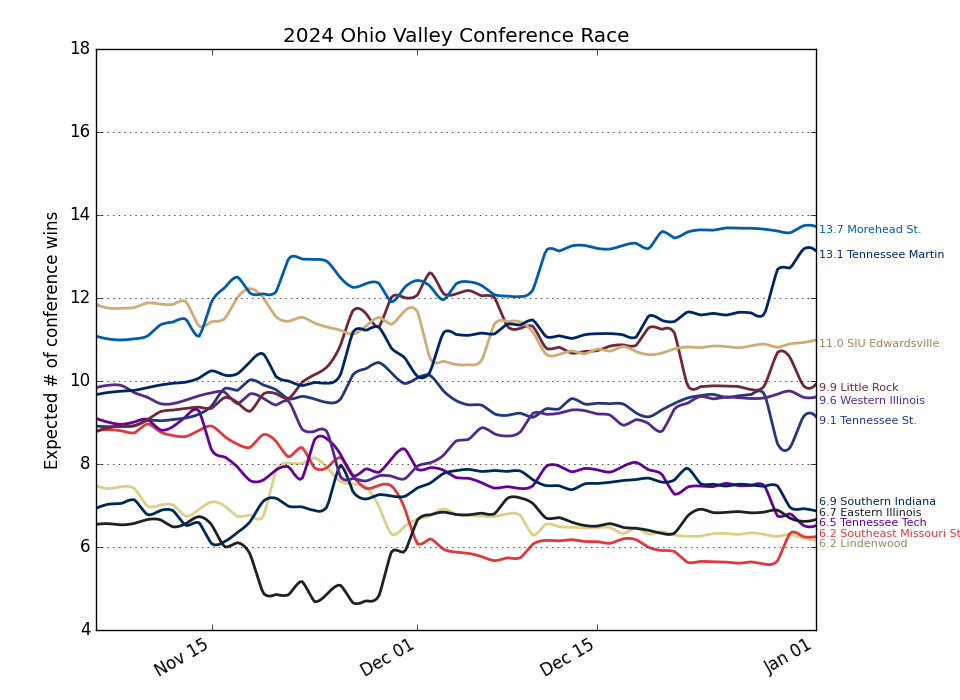 2024 Ohio Valley Conference Race
Expected # of conference wins
18
16
14
12
10
8
6
4
Nov 15
Dec 01
Dec 15
Jan 01
13.7 Morehead St.
13.1 Tennessee Martin
11.0 SIU Edwardsville
9.9 Little Rock
9.6 Western Illinois
9.1 Tennessee St.
6.9 Southern Indiana
6.7 Eastern Illinois
6.5 Tennessee Tech
6.2 Southeast Missouri St
6.2 Lindenwood